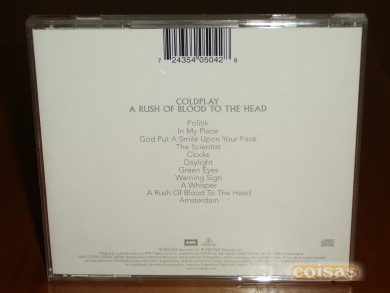 7 24354 05042 8
COLDPLAY
A RUSH OF BLOOD TO THE HEAD
Politik
In My Place
God Put A Smile Upon Your Face
The Scientist
Clocks
Daylight
Green Eyes
Warning Sign
A Whisper
A Rush Of Blood To The Head
Amsterdam
EMI
coisas